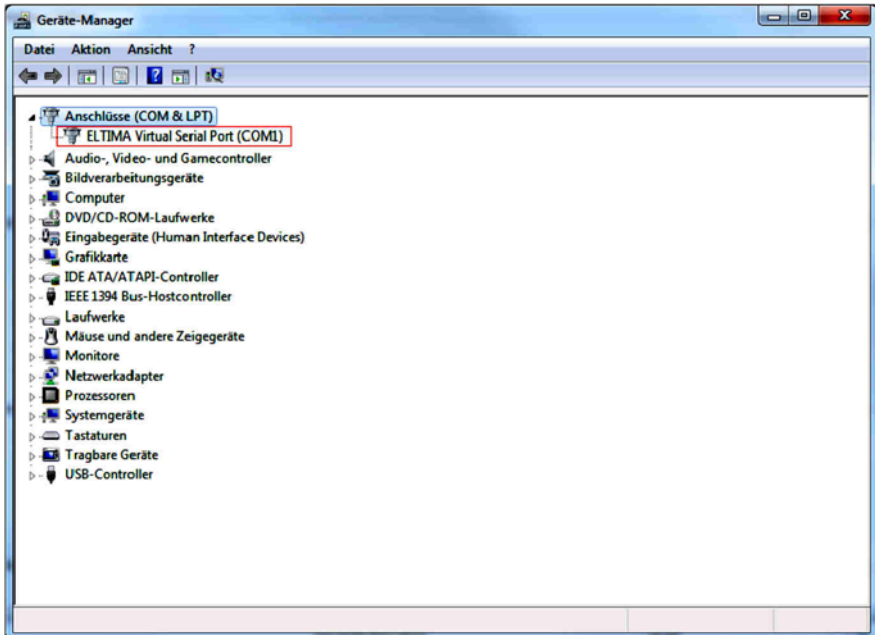 Geräte-Manager
Datei Aktion Ansicht ?
Anschlüsse (COM & LPT)
ELTIMA Virtual Serial Port (COM1)
Audio-, Video- und Gamecontroller
Bildverarbeitungsgeräte
Computer
DVD/CD-ROM-Laufwerke
Eingabegeräte (Human Interface Devices)
Grafikkarte
IDE ATA/ATAPI-Controller
IEEE 1394 Bus-Hostcontroller
Laufwerke
Mäuse und andere Zeigegeräte
Monitore
Netzwerkadapter
Prozessoren
Systemgeräte
Tastaturen
Tragbare Geräte
USB-Controller